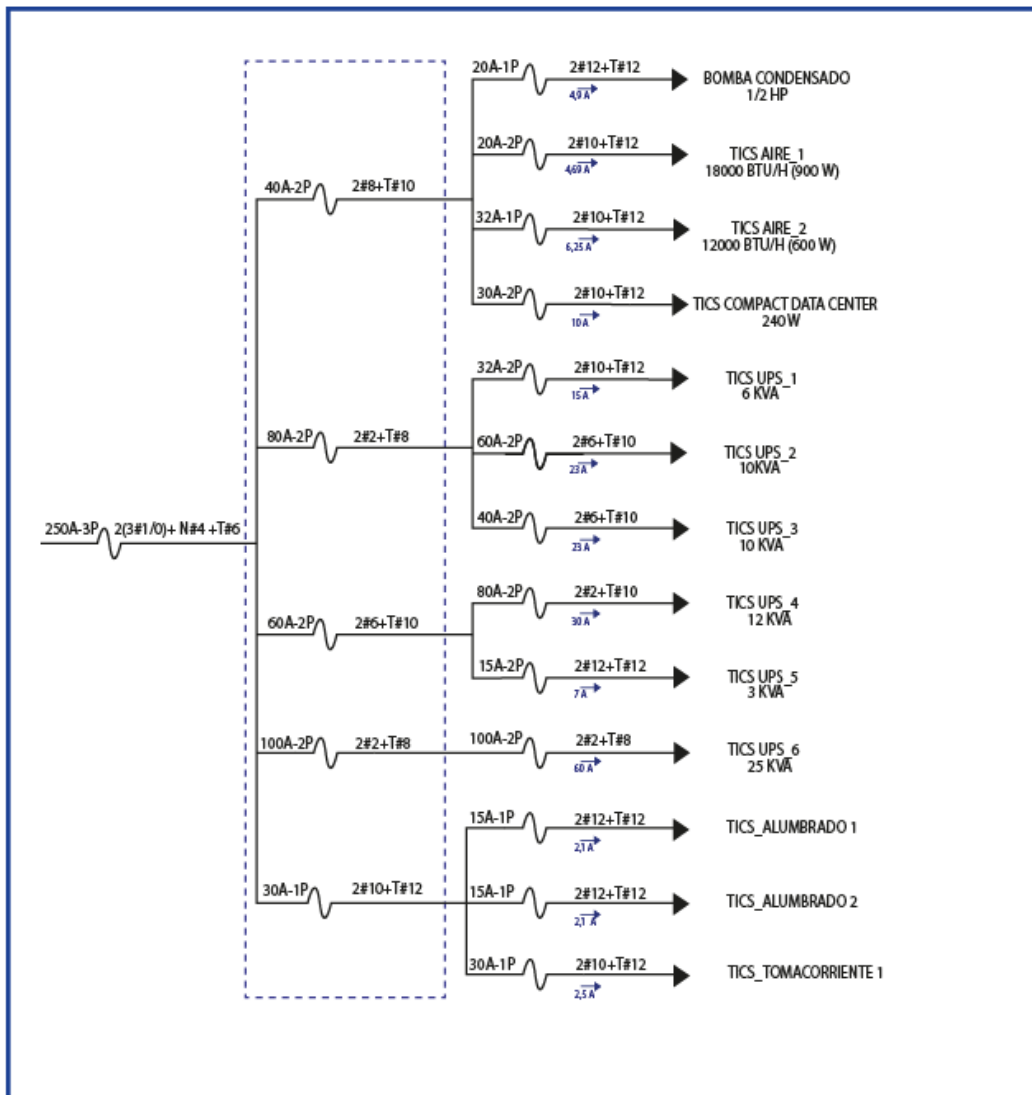 20A-1P 2#12+T#12
4,9 A
BOMBA CONDENSADO
1/2 HP
20A-2P 2#10+T#12
4,69 A
TICS AIRE_1
18000 BTU/H (900 W)
40A-2P 2#8+T#10
32A-1P 2#10+T#12
6,25 A
TICS AIRE_2
12000 BTU/H (600 W)
30A-2P 2#10+T#12
10 A
TICS COMPACT DATA CENTER
240 W
32A-2P 2#10+T#12
15 A
TICS UPS_1
6 KVA
80A-2P 2#2+T#8
60A-2P 2#6+T#10
23 A
TICS UPS_2
10KVA
250A-3P 2(3#1/0)+ N#4 +T#6
40A-2P 2#6+T#10
23 A
TICS UPS_3
10 KVA
80A-2P 2#2+T#10
30 A
TICS UPS_4
12 KVA
60A-2P 2#6+T#10
15A-2P 2#12+T#12
7 A
TICS UPS_5
3 KVA
100A-2P 2#2+T#8
100A-2P 2#2+T#8
60 A
TICS UPS_6
25 KVA
15A-1P 2#12+T#12
2,1 A
TICS_ALUMBRADO 1
30A-1P 2#10+T#12
15A-1P 2#12+T#12
2,1 A
TICS_ALUMBRADO 2
30A-1P 2#10+T#12
2,5 A
TICS_TOMACORRIENTE 1